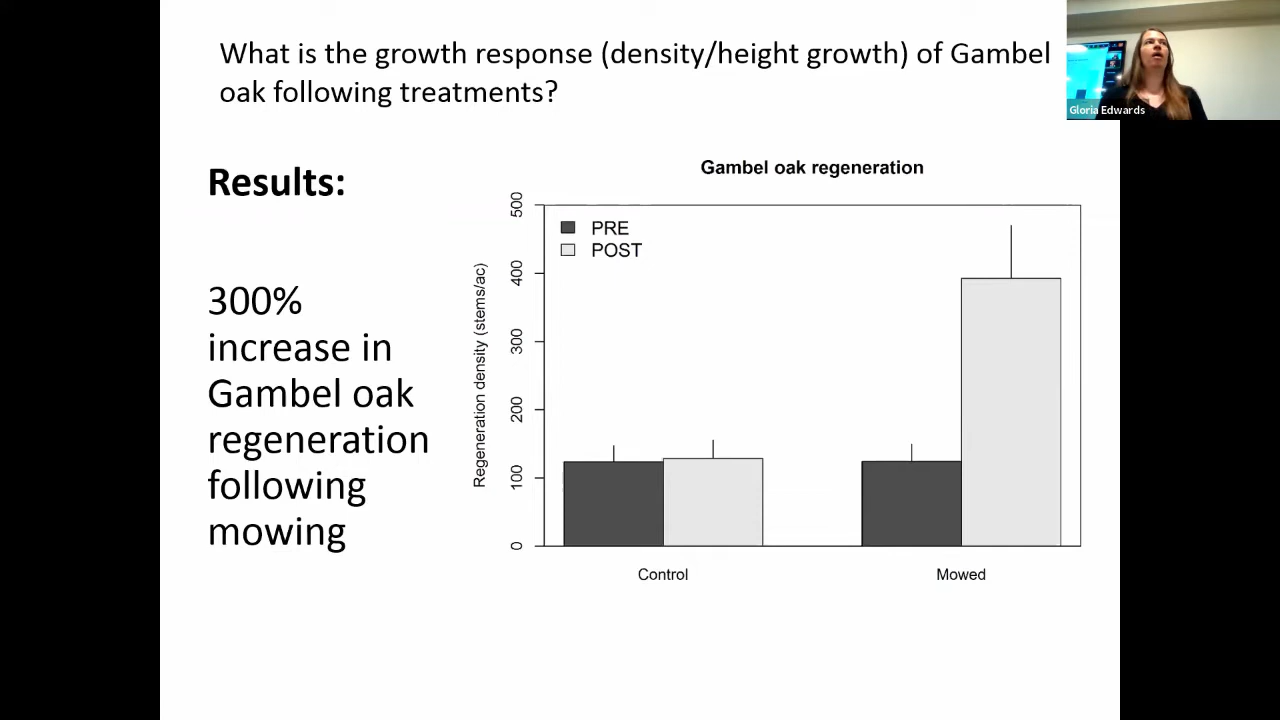 What is the growth response (density/height growth) of Gambel
oak following treatments?
Gloria Edwards
Results:
300%
increase in
Gambel oak
regeneration
following
mowing
Gambel oak regeneration
PRE
POST
Regeneration density (stems/ac)
500
400
300
200
100
0
Control
Mowed